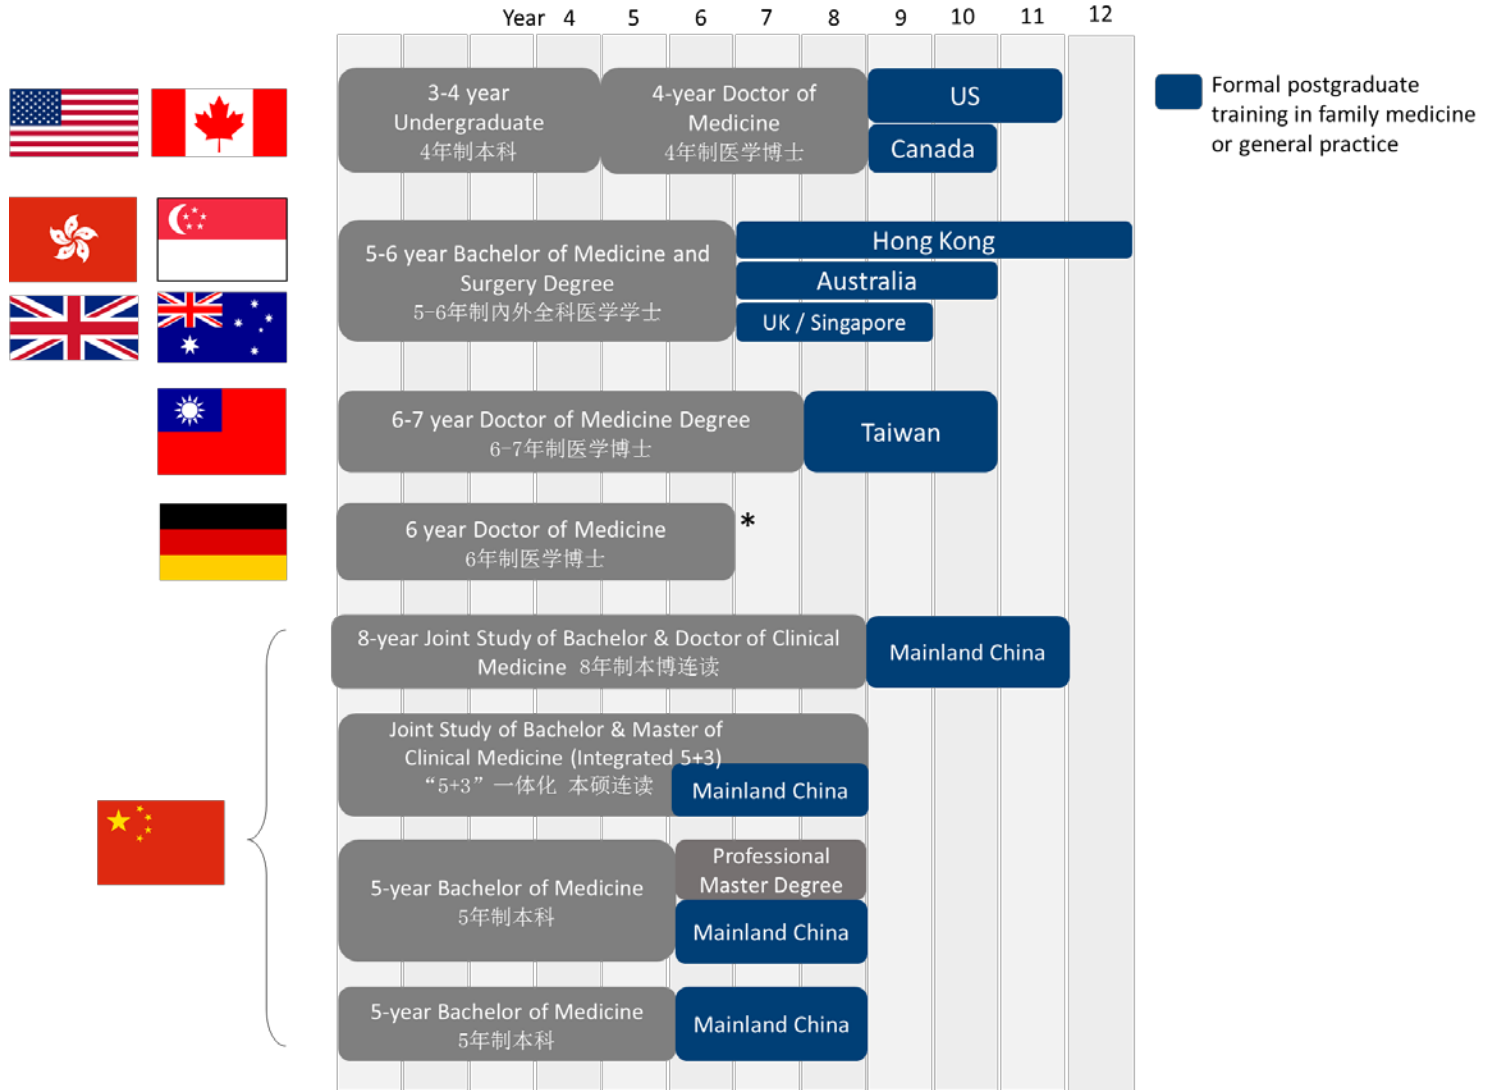 Year 4 5 6 7 8 9 10 11 12
Formal postgraduate
training in family medicine
or general practice
3-4 year
Undergraduate
4年制本科
4-year Doctor of
Medicine
4年制医学博士
US
Canada
5-6 year Bachelor of Medicine and
Surgery Degree
5-6年制内外全科医学学士
Hong Kong
Australia
UK / Singapore
6-7 year Doctor of Medicine Degree
6-7年制医学博士
Taiwan
6 year Doctor of Medicine
6年制医学博士
*
8-year Joint Study of Bachelor & Doctor of Clinical
Medicine 8年制本博连读
Mainland China
Joint Study of Bachelor & Master of
Clinical Medicine (Integrated 5+3)
“5+3”一体化 本硕连读
Mainland China
5-year Bachelor of Medicine
5年制本科
Professional
Master Degree
Mainland China
5-year Bachelor of Medicine
5年制本科
Mainland China